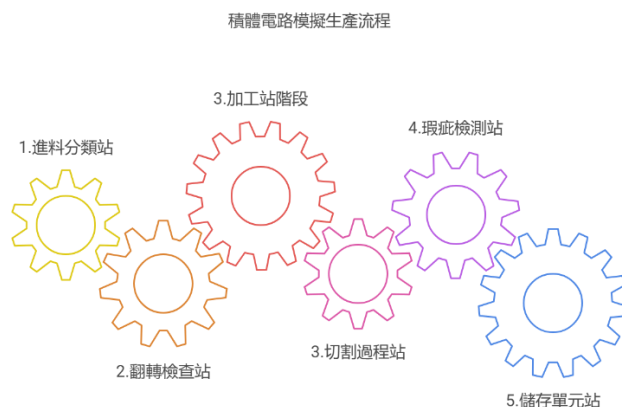 積體電路模擬生產流程
1.進料分類站
2.翻轉檢查站
3.加工站階段
3.切割過程站
4.瑕疵檢測站
5.儲存單元站